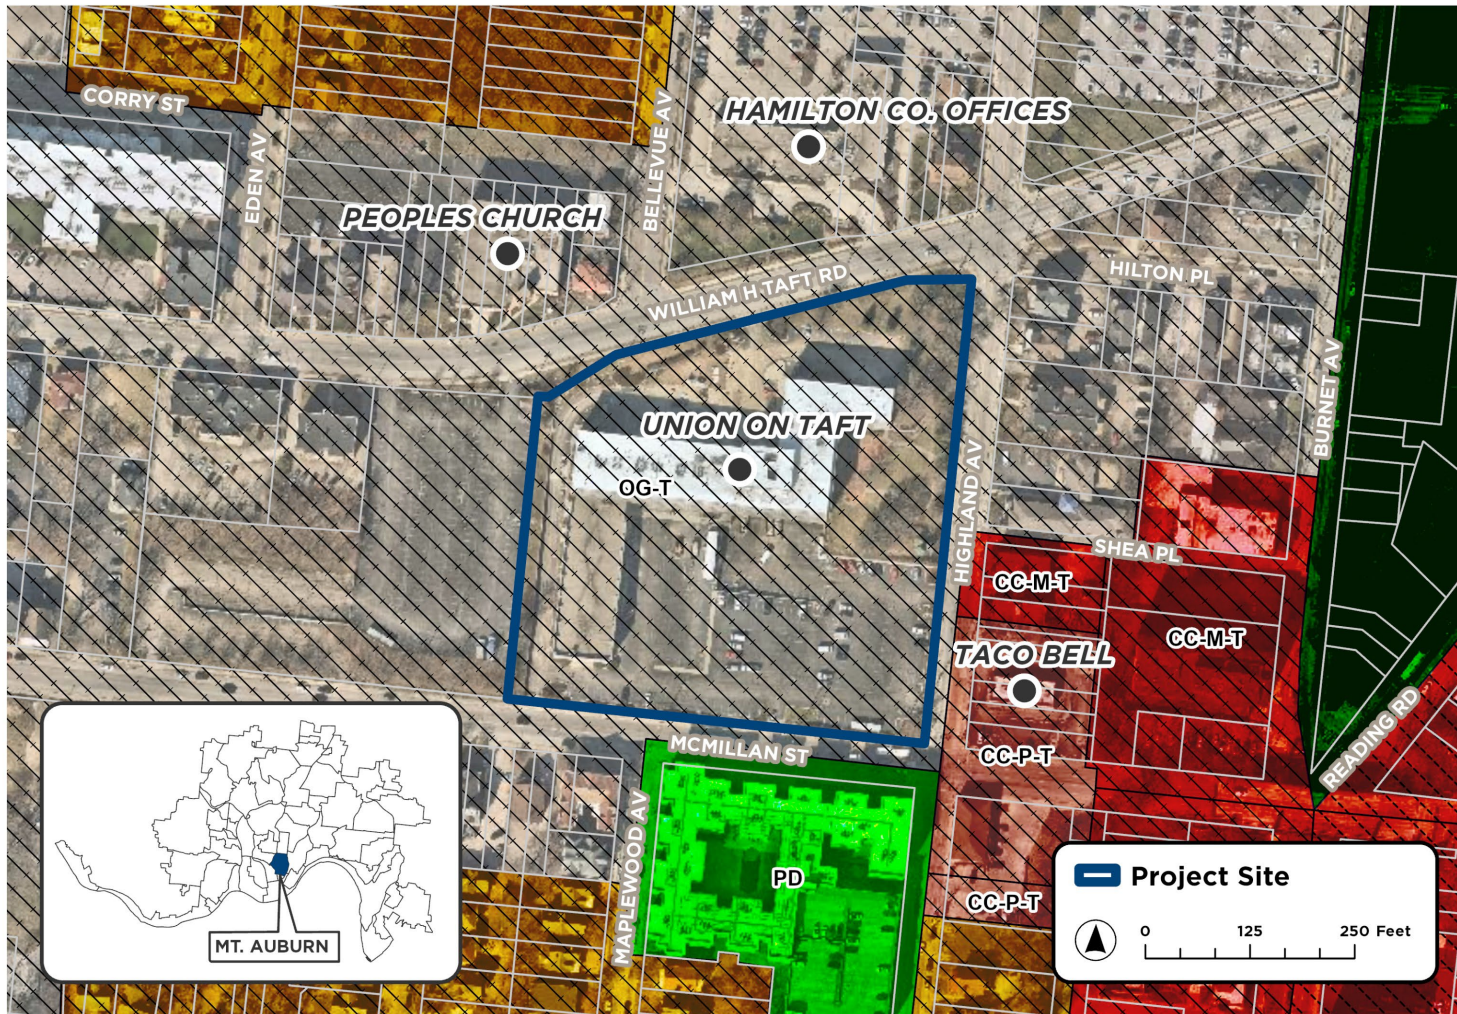 CORRY ST
EDEN AV
BELLEVUE AV
HAMILTON CO. OFFICES
PEOPLES CHURCH
WILLIAM H TAFT RD
HILTON PL
BURNET AV
UNION ON TAFT
OG-T
HIGHLAND AV
SHEA PL
CC-M-T
CC-M-T
TACO BELL
CC-P-T
READING RD
MCMILLAN ST
MAPLEWOOD AV
PD
CC-P-T
MT. AUBURN
Project Site
0 125 250 Feet